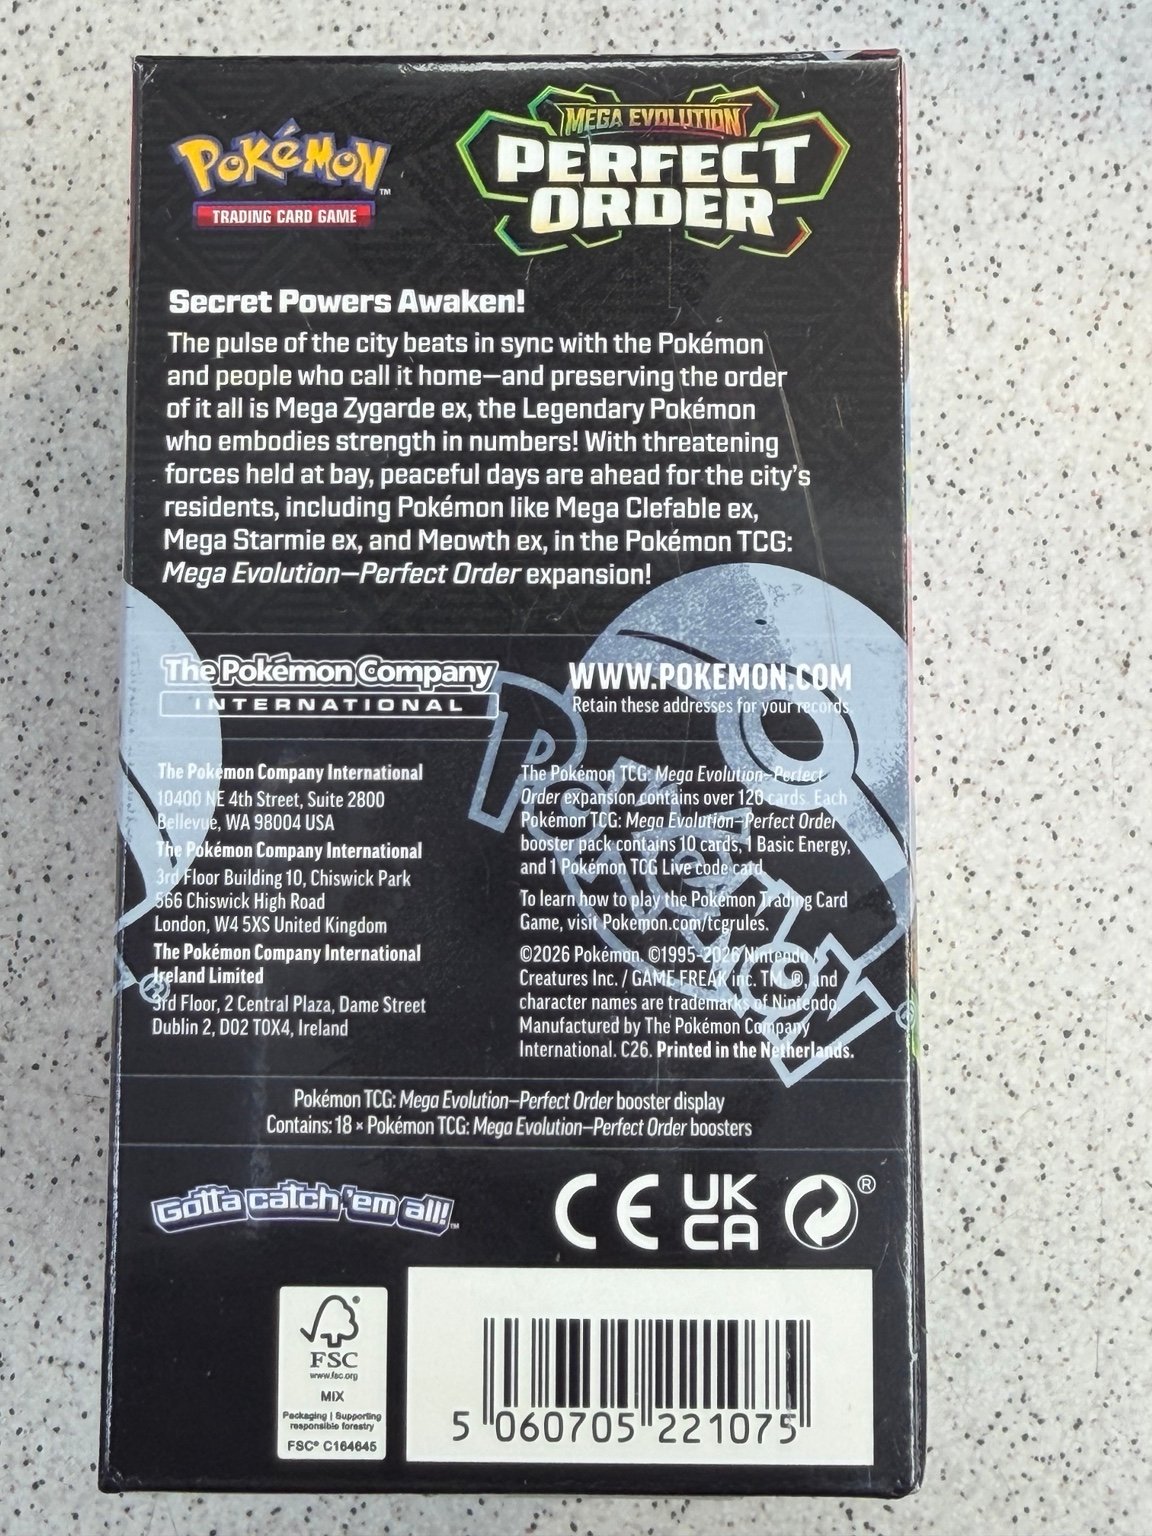 POKéMON™
TRADING CARD GAME
MEGA EVOLUTION
PERFECT
ORDER
Secret Powers Awaken!
The pulse of the city beats in sync with the Pokémon
and people who call it home—and preserving the order
of it all is Mega Zygarde ex, the Legendary Pokémon
who embodies strength in numbers! With threatening
forces held at bay, peaceful days are ahead for the city's
residents, including Pokémon like Mega Clefable ex,
Mega Starmie ex, and Meowth ex, in the Pokémon TCG:
Mega Evolution—Perfect Order expansion!
The Pokémon Company
INTERNATIONAL
WWW.POKEMON.COM
Retain these addresses for your records.
The Pokémon Company International
10400 NE 4th Street, Suite 2800
Bellevue, WA 98004 USA
The Pokémon Company International
3rd Floor Building 10, Chiswick Park
566 Chiswick High Road
London, W4 5XS United Kingdom
The Pokémon Company International
Ireland Limited
3rd Floor, 2 Central Plaza, Dame Street
Dublin 2, D02 T0X4, Ireland
The Pokémon TCG: Mega Evolution—Perfect
Order expansion contains over 120 cards. Each
Pokémon TCG: Mega Evolution—Perfect Order
booster pack contains 10 cards, 1 Basic Energy,
and 1 Pokémon TCG Live code card.
To learn how to play the Pokémon Trading Card
Game, visit Pokemon.com/tcgrules.
©2026 Pokémon. ©1995–2026 Nintendo /
Creatures Inc. / GAME FREAK inc. TM, ®, and
character names are trademarks of Nintendo.
Manufactured by The Pokémon Company
International. C26. Printed in the Netherlands.
Pokémon TCG: Mega Evolution—Perfect Order booster display
Contains: 18 × Pokémon TCG: Mega Evolution—Perfect Order boosters
Gotta catch 'em all!™
CE
UK
CA
®
FSC®
www.fsc.org
MIX
Packaging | Supporting
responsible forestry
FSC® C164645
5 060705 221075